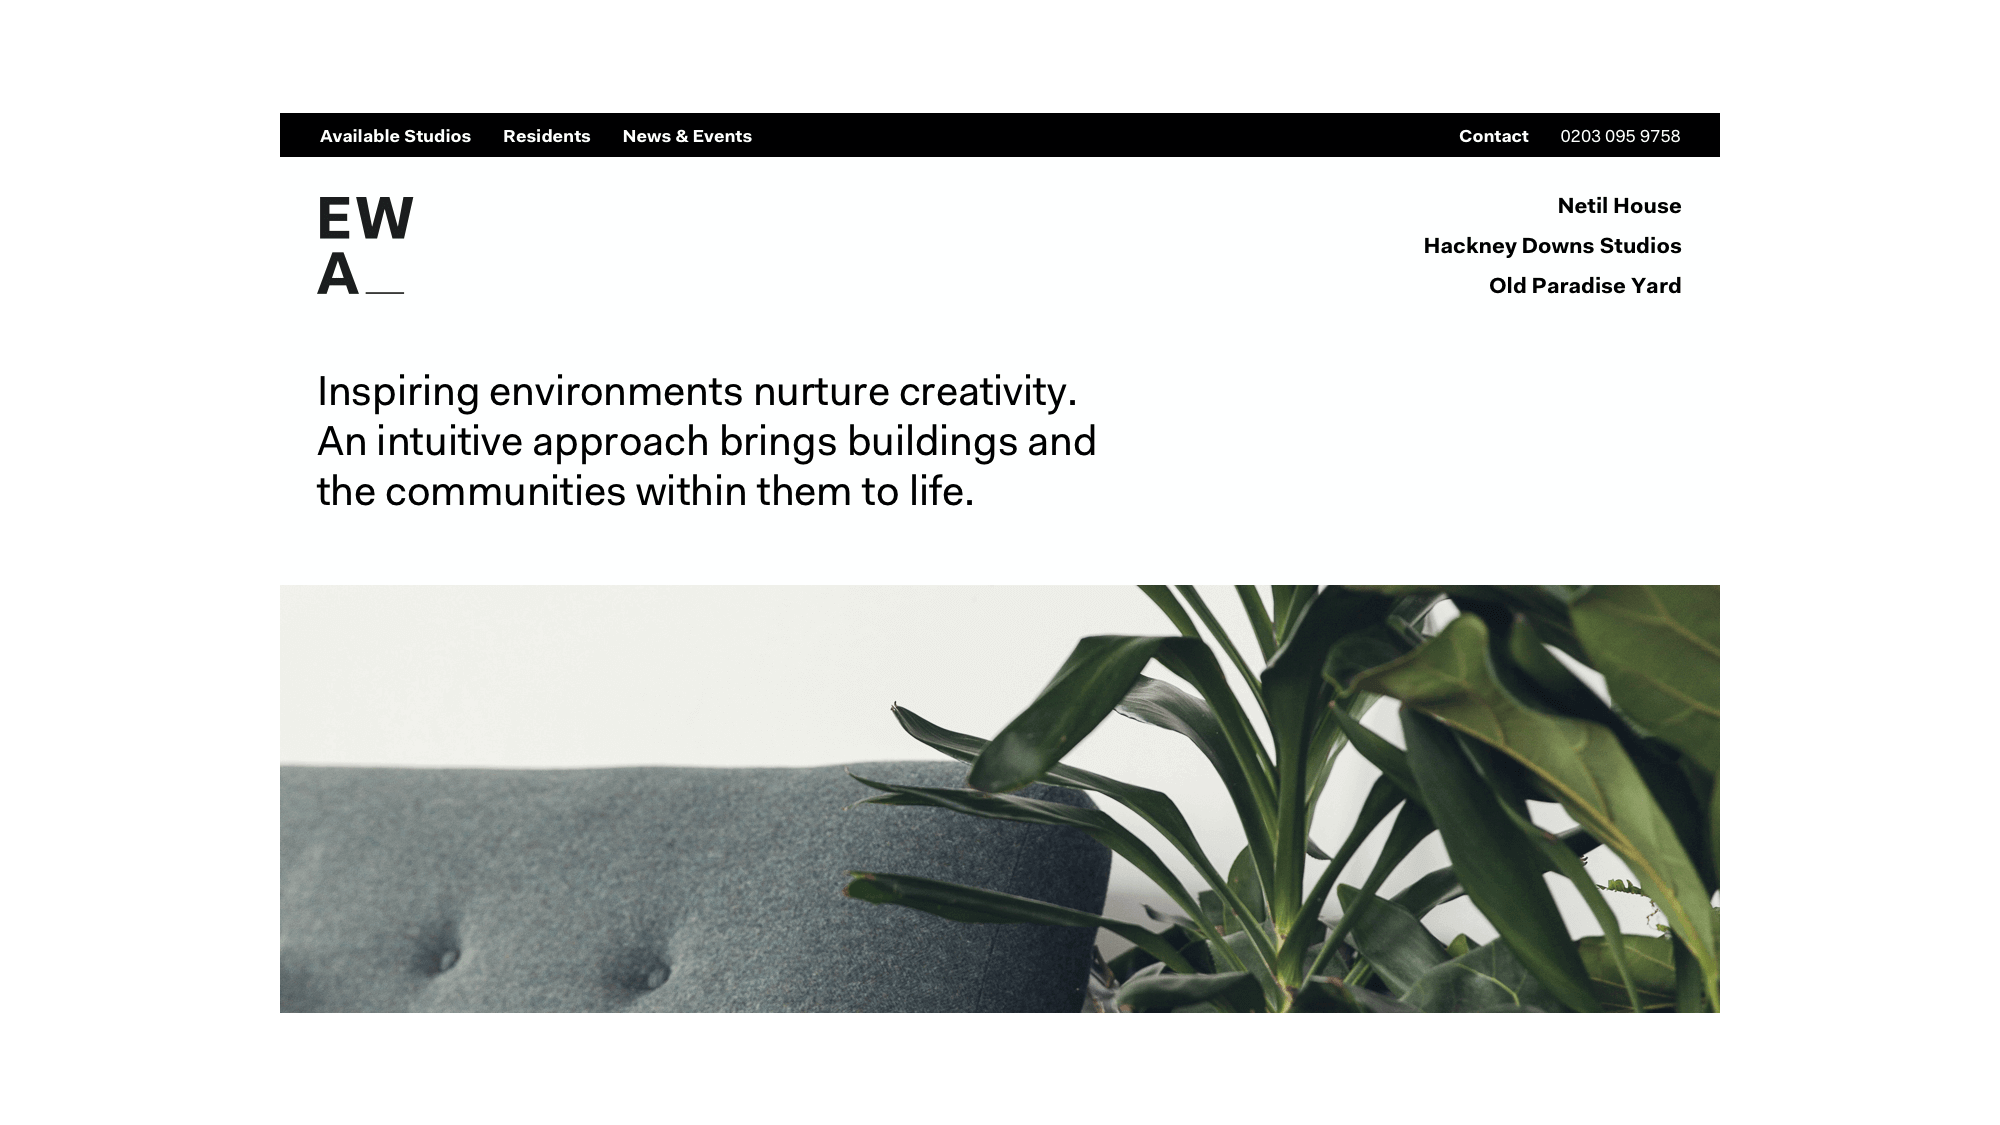 Available Studios Residents News & Events Contact 0203 095 9758
EW
A_
Netil House
Hackney Downs Studios
Old Paradise Yard
Inspiring environments nurture creativity.
An intuitive approach brings buildings and
the communities within them to life.